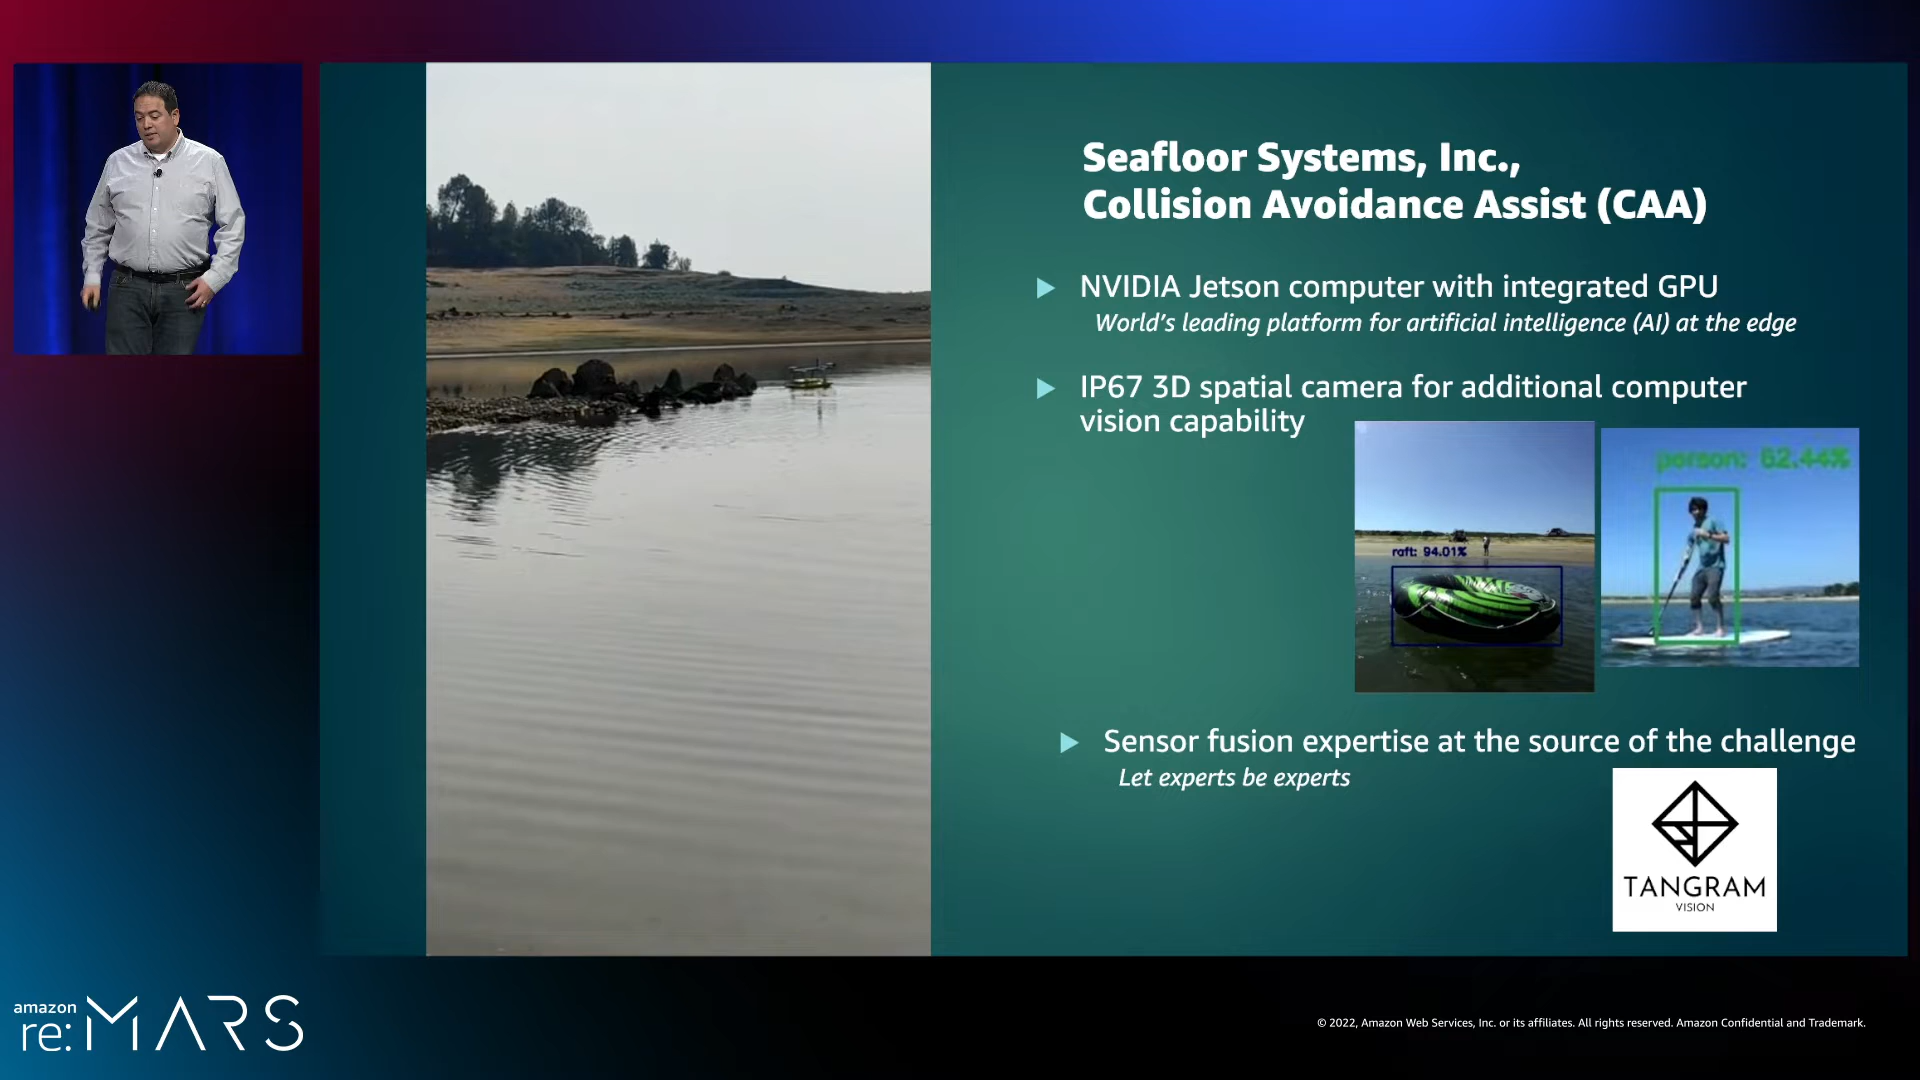 Seafloor Systems, Inc.,
Collision Avoidance Assist (CAA)
NVIDIA Jetson computer with integrated GPU
World's leading platform for artificial intelligence (AI) at the edge
IP67 3D spatial camera for additional computer
vision capability
raft: 94.01%
person: 62.44%
Sensor fusion expertise at the source of the challenge
Let experts be experts
TANGRAM
VISION
amazon
re:MARS
© 2022, Amazon Web Services, Inc. or its affiliates. All rights reserved. Amazon Confidential and Trademark.